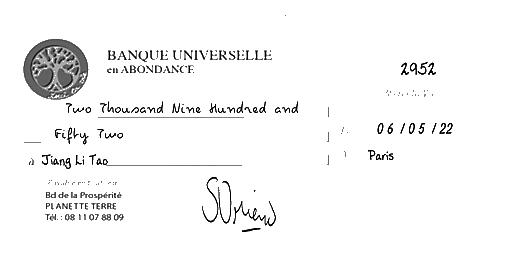 BANQUE UNIVERSELLE
en ABONDANCE
2952
Two Thousand Nine Hundred and
Fifty Two
06/05/22
à Jiang Li Tao
Paris
Bd de la Prospérité
PLANETTE TERRE
Tél. : 08 11 07 88 09